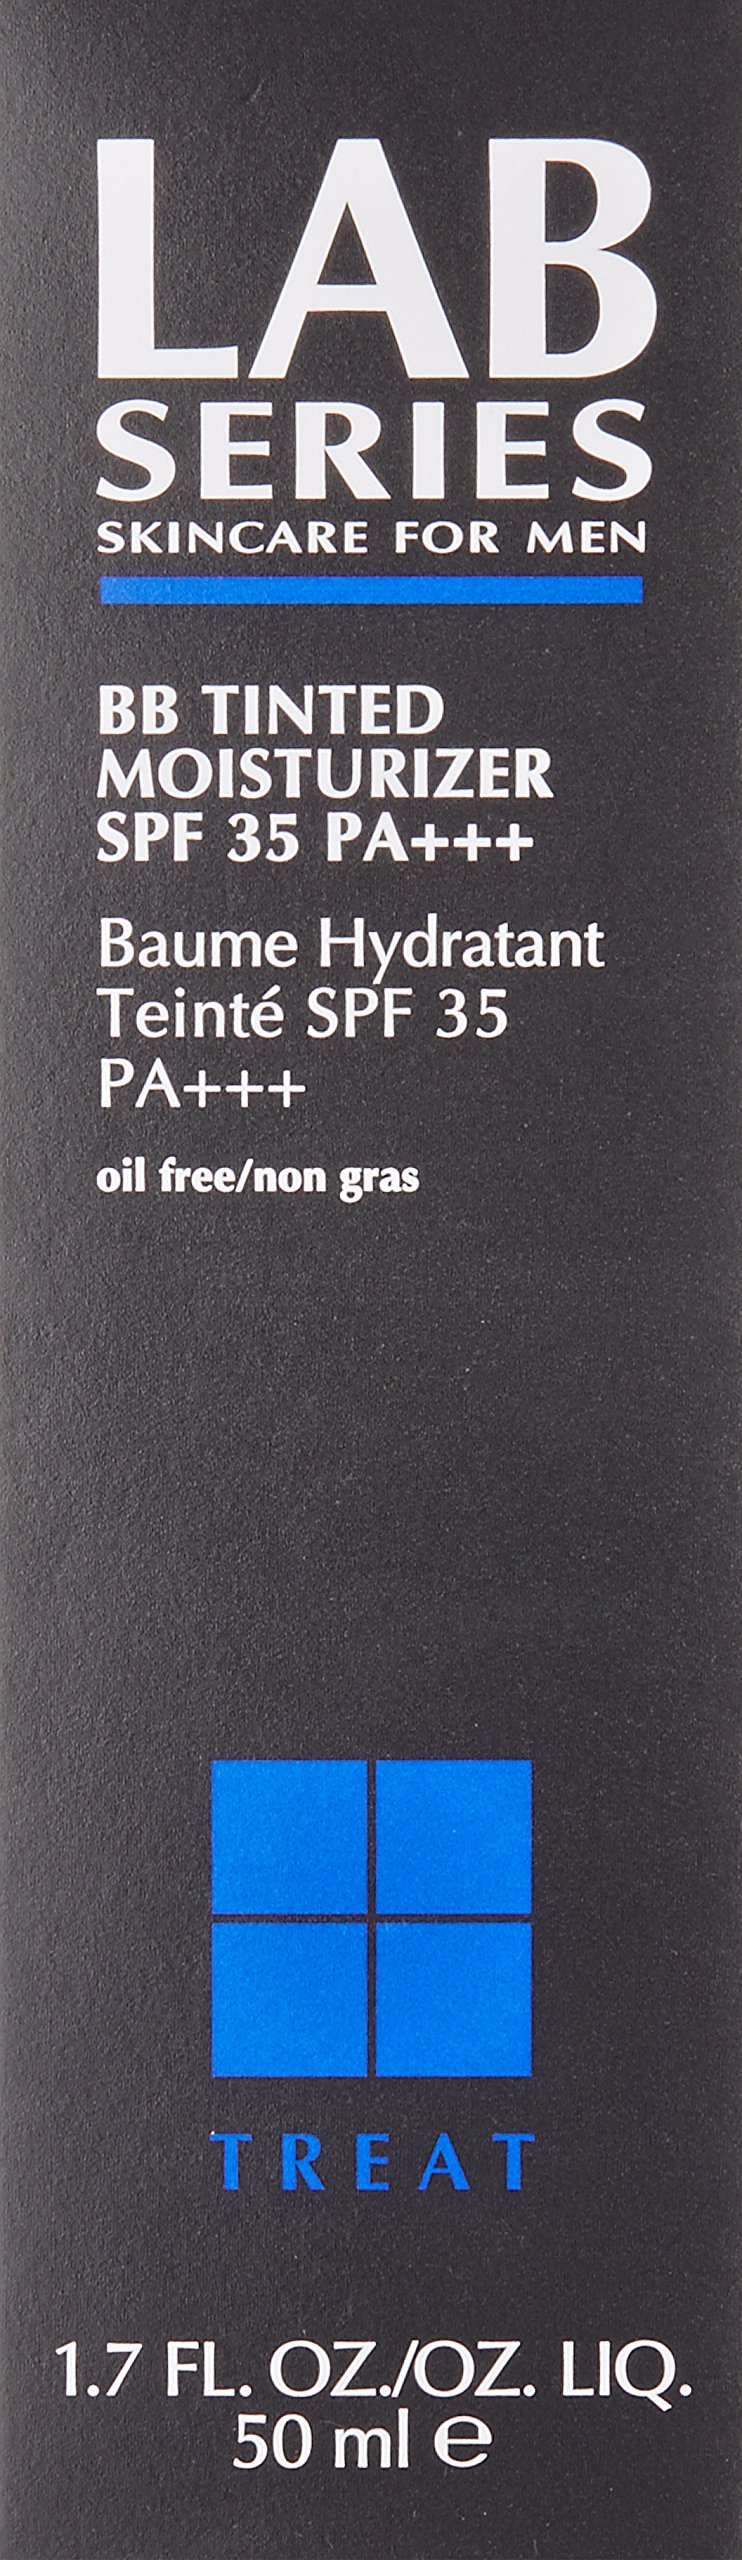 LAB
SERIES
SKINCARE FOR MEN
BB TINTED
MOISTURIZER
SPF 35 PA+++
Baume Hydratant
Teinté SPF 35
PA+++
oil free/non gras
TREAT
1.7 FL. OZ./OZ. LIQ.
50 ml ℮